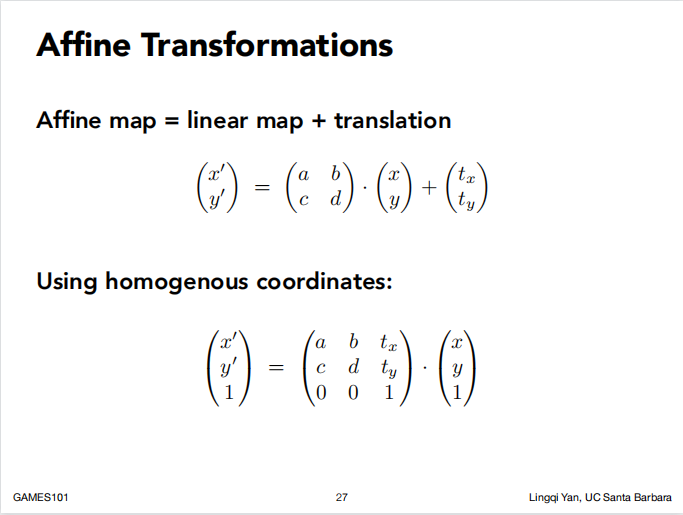 Affine Transformations
Affine map = linear map + translation
$\begin{pmatrix} x' \\ y' \end{pmatrix} = \begin{pmatrix} a & b \\ c & d \end{pmatrix} \cdot \begin{pmatrix} x \\ y \end{pmatrix} + \begin{pmatrix} t_x \\ t_y \end{pmatrix}$
Using homogenous coordinates:
$\begin{pmatrix} x' \\ y' \\ 1 \end{pmatrix} = \begin{pmatrix} a & b & t_x \\ c & d & t_y \\ 0 & 0 & 1 \end{pmatrix} \cdot \begin{pmatrix} x \\ y \\ 1 \end{pmatrix}$
GAMES101
27
Lingqi Yan, UC Santa Barbara